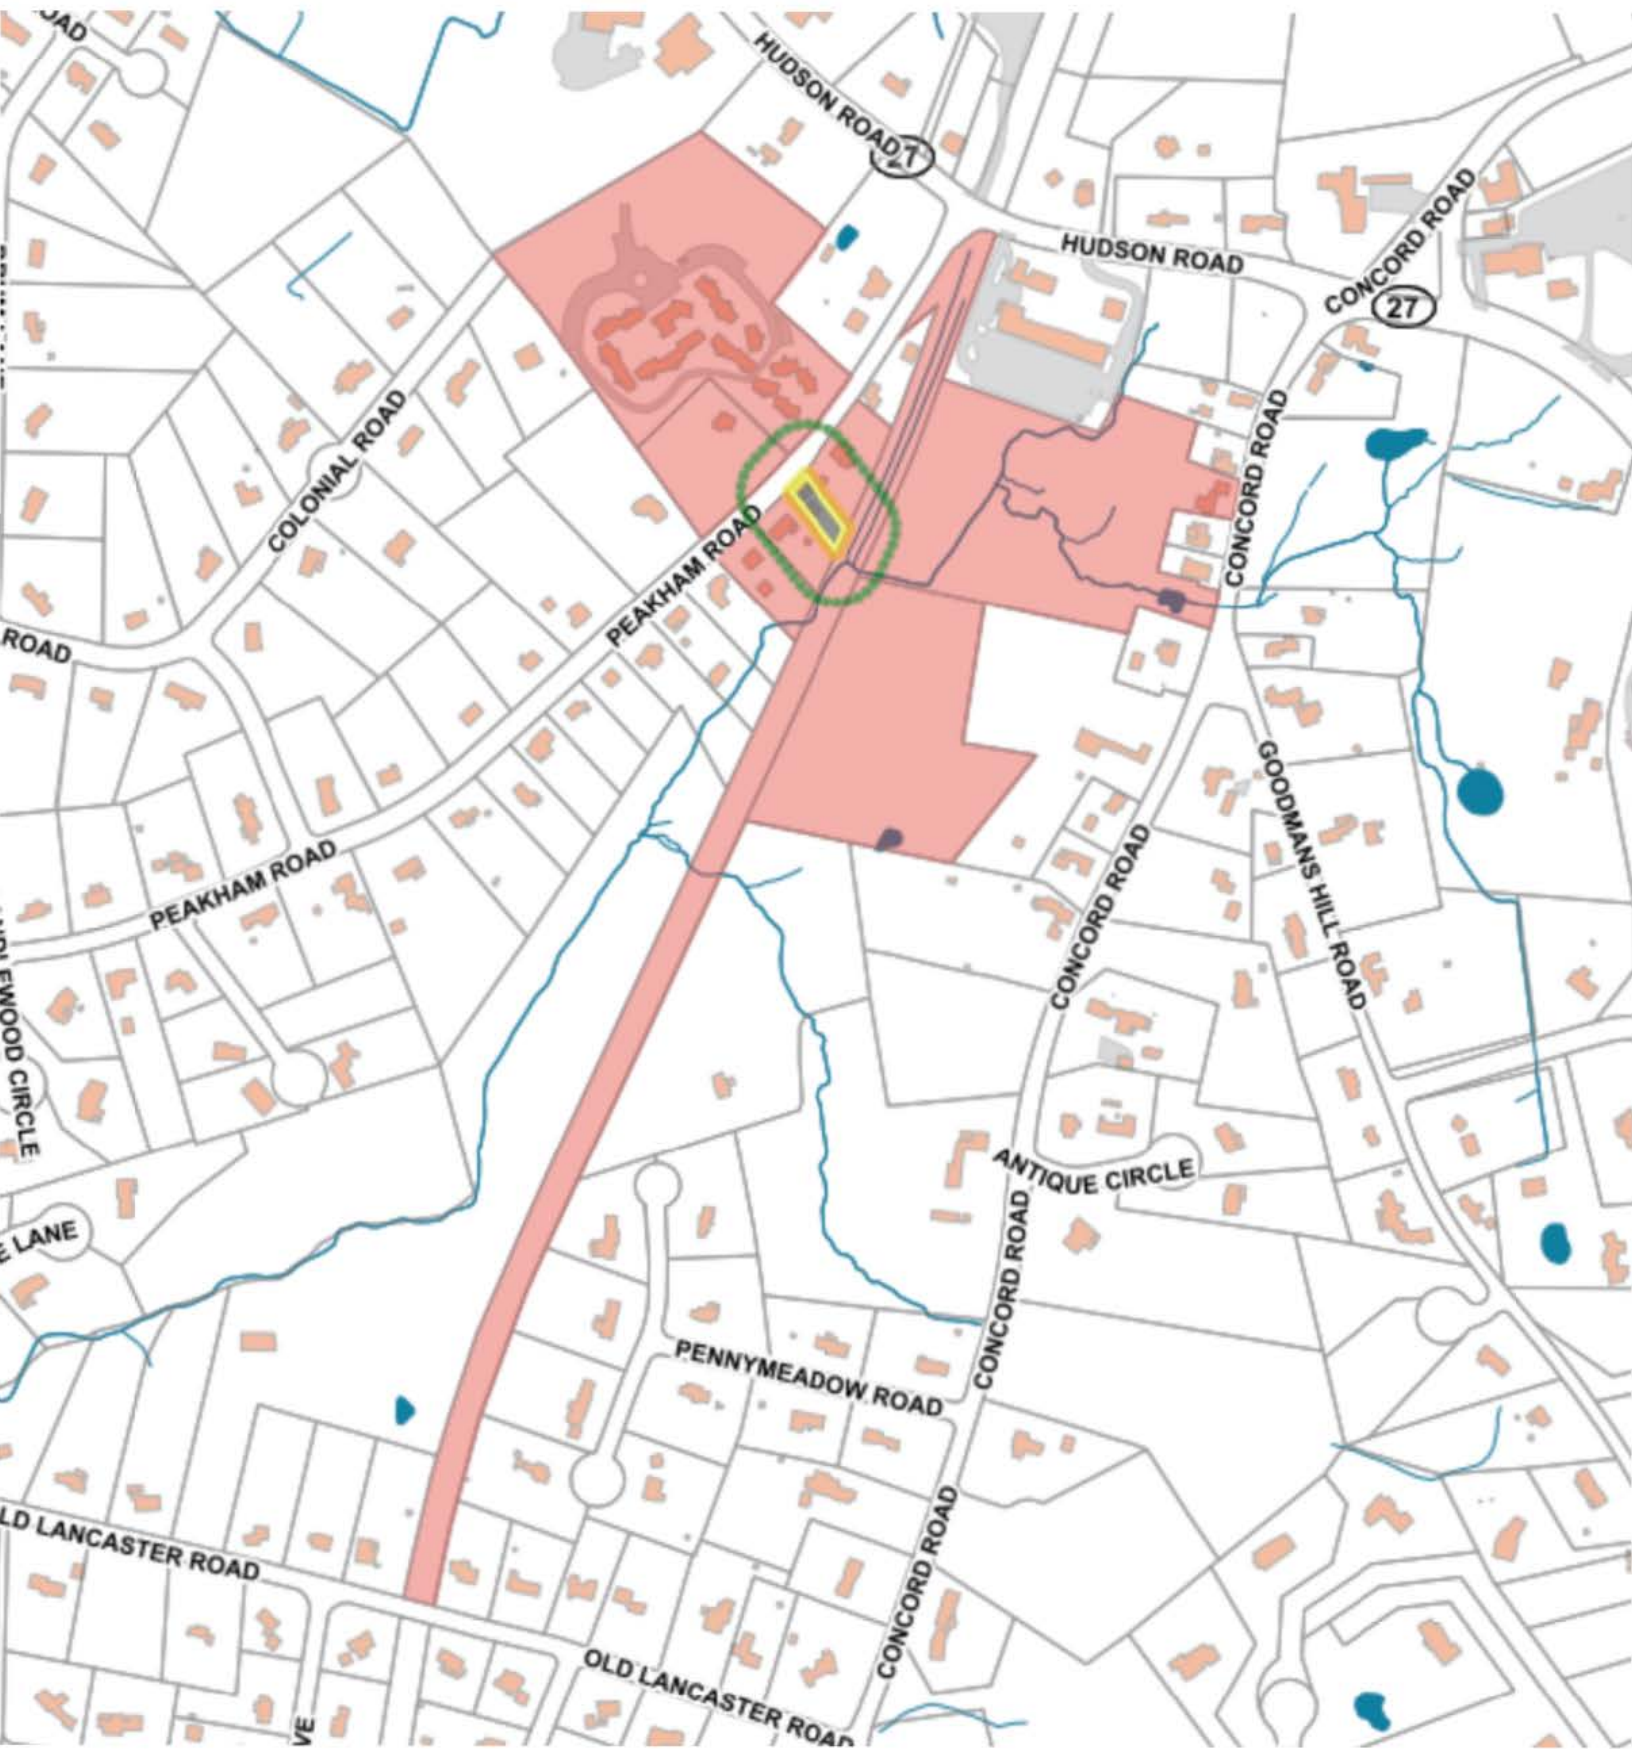 OAD
HUDSON ROAD
27
HUDSON ROAD
CONCORD ROAD
27
COLONIAL ROAD
CONCORD ROAD
PEAKHAM ROAD
ROAD
GOODMANS HILL ROAD
PEAKHAM ROAD
CONCORD ROAD
EWOOD CIRCLE
ANTIQUE CIRCLE
E LANE
CONCORD ROAD
PENNYMEADOW ROAD
LD LANCASTER ROAD
CONCORD ROAD
OLD LANCASTER ROAD
VE